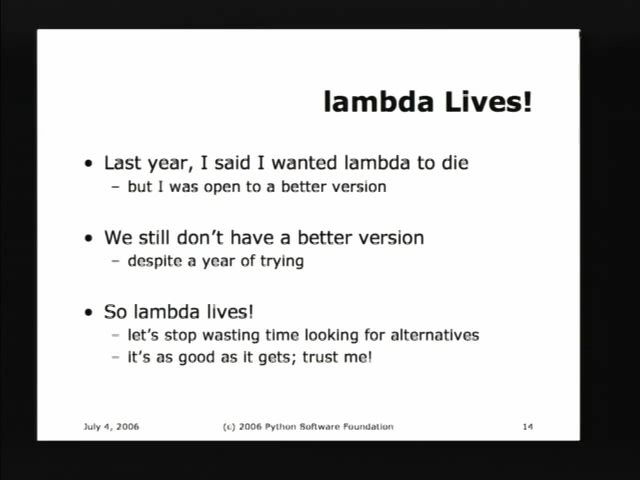 lambda Lives!
• Last year, I said I wanted lambda to die
– but I was open to a better version
• We still don't have a better version
– despite a year of trying
• So lambda lives!
– let's stop wasting time looking for alternatives
– it's as good as it gets; trust me!
July 4, 2006 (c) 2006 Python Software Foundation 14